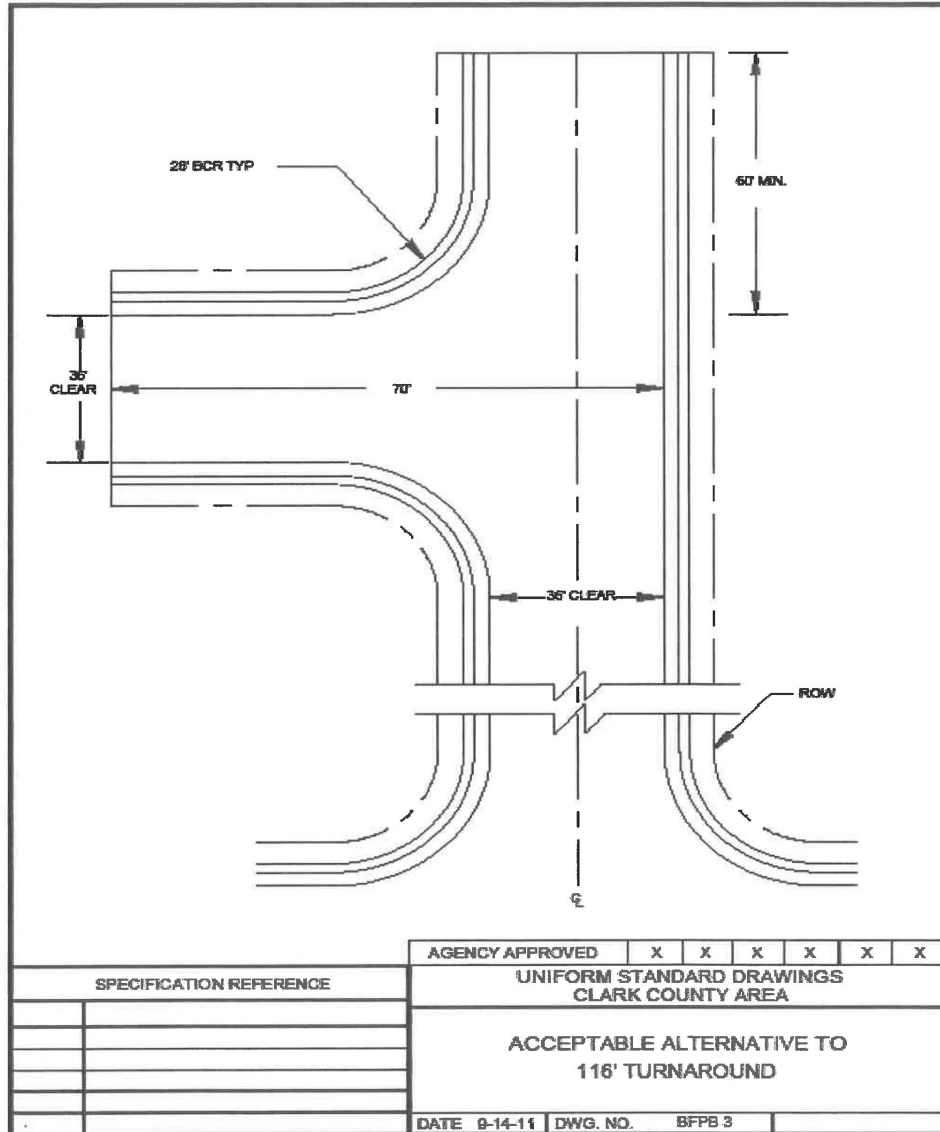 28' BCR TYP
60' MIN.
36'
CLEAR
70'
36' CLEAR
ROW
CL
AGENCY APPROVED X X X X X X
SPECIFICATION REFERENCE
UNIFORM STANDARD DRAWINGS
CLARK COUNTY AREA
ACCEPTABLE ALTERNATIVE TO
116' TURNAROUND
DATE 9-14-11 DWG. NO. BFPB 3